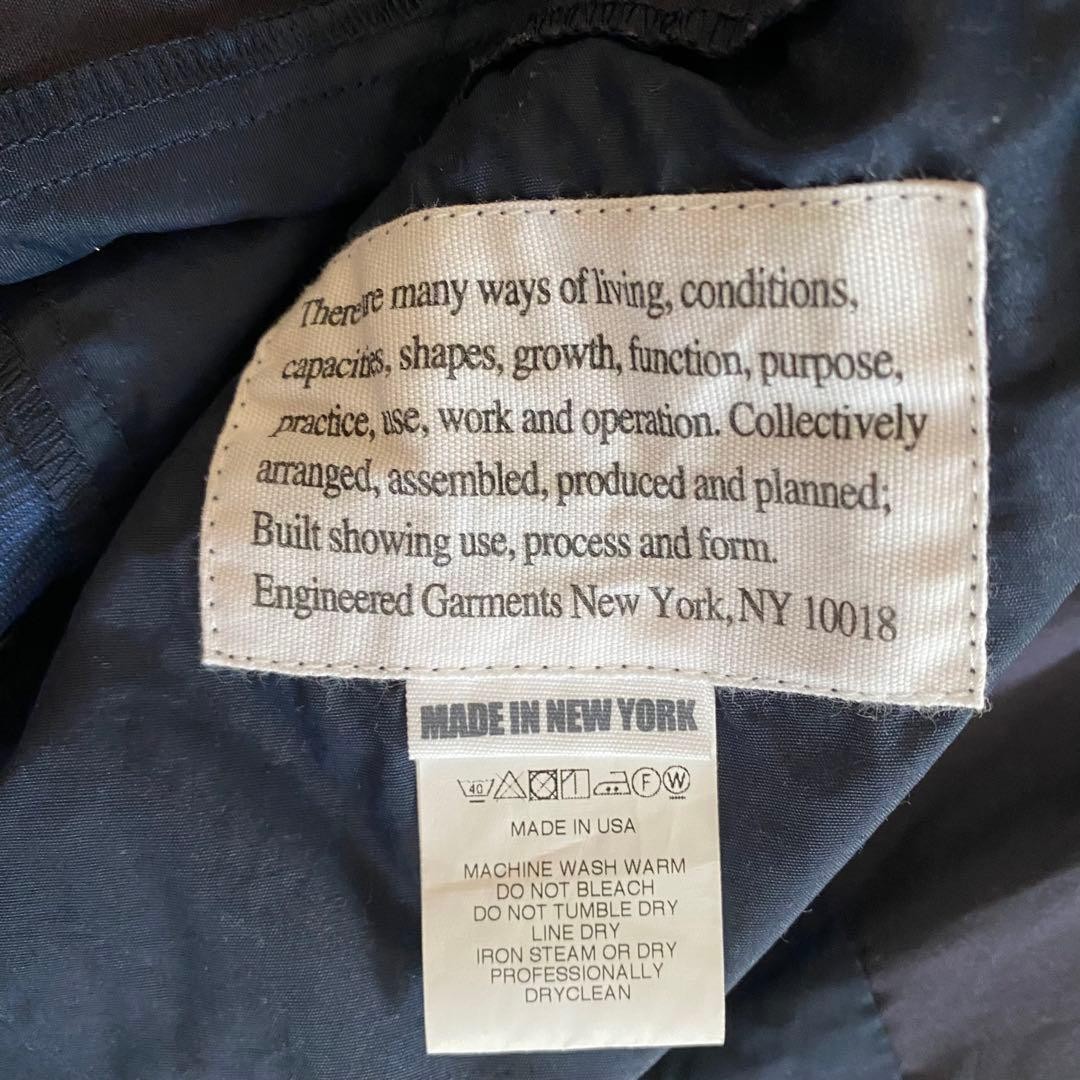 There are many ways of living, conditions,
capacities, shapes, growth, function, purpose,
practice, use, work and operation. Collectively
arranged, assembled, produced and planned;
Built showing use, process and form.
Engineered Garments New York, NY 10018
MADE IN NEW YORK
40 F W
MADE IN USA
MACHINE WASH WARM
DO NOT BLEACH
DO NOT TUMBLE DRY
LINE DRY
IRON STEAM OR DRY
PROFESSIONALLY
DRYCLEAN